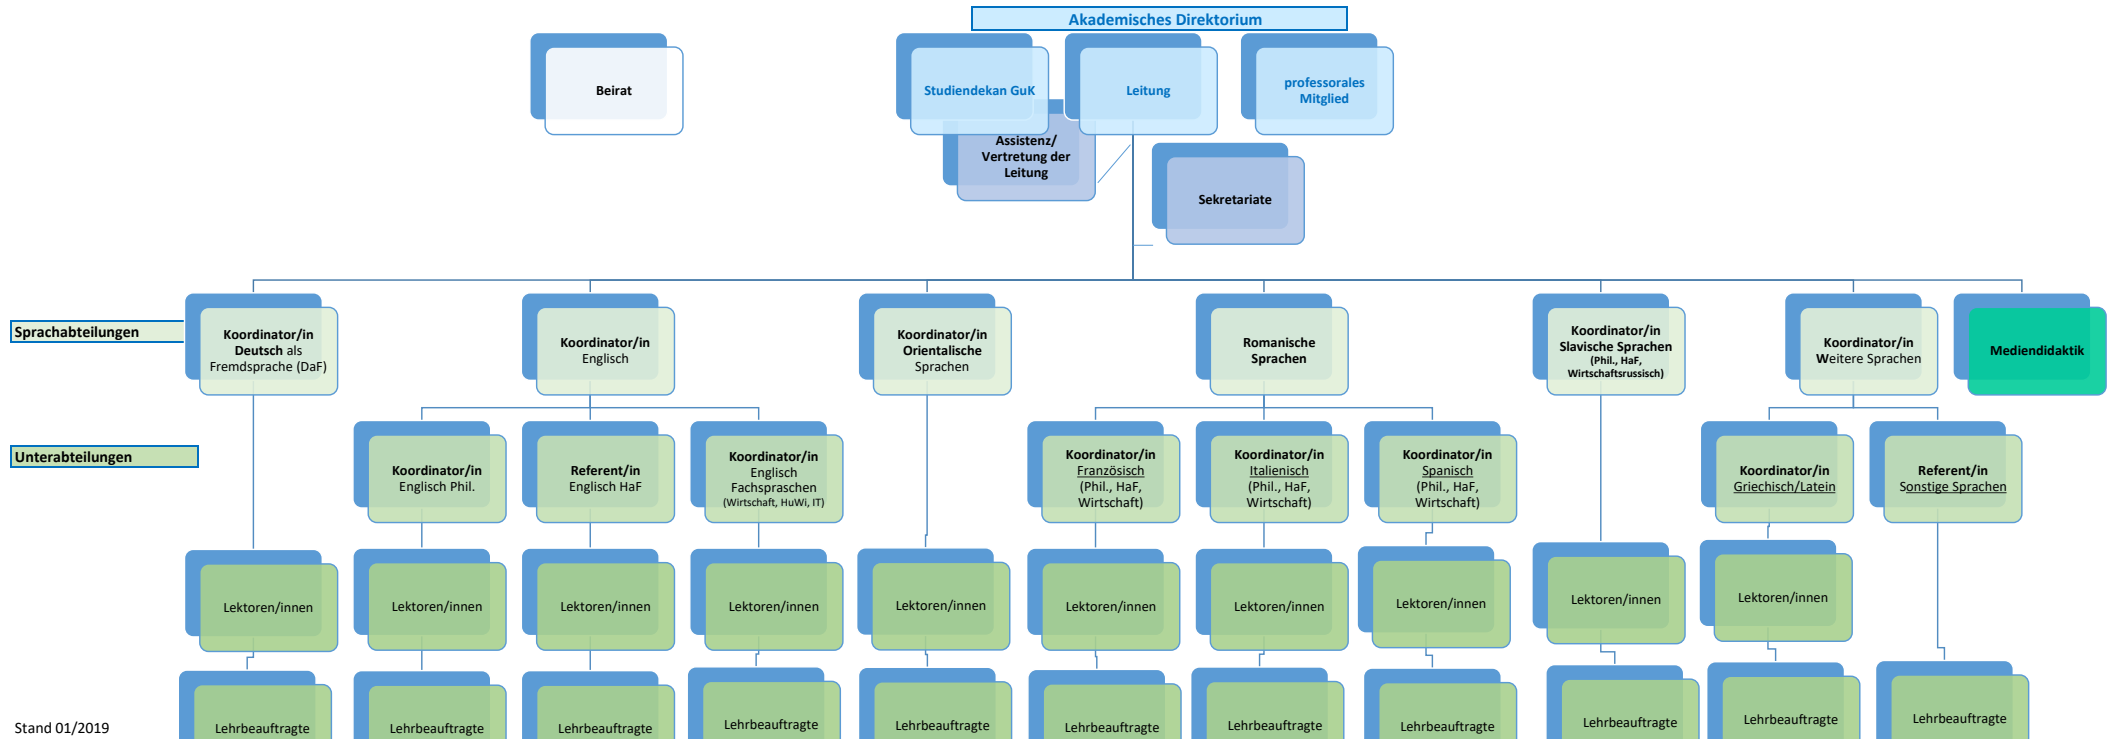 Akademisches Direktorium
Beirat
Studiendekan GuK
Leitung
professorales
Mitglied
Assistenz/
Vertretung der
Leitung
Sekretariate
Sprachabteilungen
Koordinator/in
Deutsch als
Fremdsprache (DaF)
Koordinator/in
Englisch
Koordinator/in
Orientalische
Sprachen
Romanische
Sprachen
Koordinator/in
Slavische Sprachen
(Phil., HaF,
Wirtschaftsrussisch)
Koordinator/in
Weitere Sprachen
Mediendidaktik
Unterabteilungen
Koordinator/in
Englisch Phil.
Referent/in
Englisch HaF
Koordinator/in
Englisch
Fachspraschen
(Wirtschaft, HuWi, IT)
Koordinator/in
Französisch
(Phil., HaF,
Wirtschaft)
Koordinator/in
Italienisch
(Phil., HaF,
Wirtschaft)
Koordinator/in
Spanisch
(Phil., HaF,
Wirtschaft)
Koordinator/in
Griechisch/Latein
Referent/in
Sonstige Sprachen
Lektoren/innen
Lektoren/innen
Lektoren/innen
Lektoren/innen
Lektoren/innen
Lektoren/innen
Lektoren/innen
Lektoren/innen
Lektoren/innen
Lektoren/innen
Stand 01/2019
Lehrbeauftragte
Lehrbeauftragte
Lehrbeauftragte
Lehrbeauftragte
Lehrbeauftragte
Lehrbeauftragte
Lehrbeauftragte
Lehrbeauftragte
Lehrbeauftragte
Lehrbeauftragte
Lehrbeauftragte